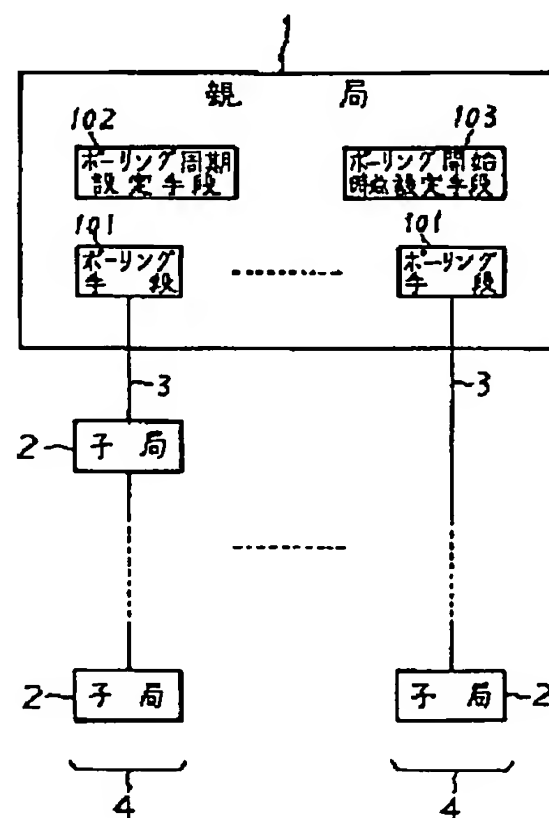 1
親 局
102
103
ポーリング周期
設定手段
ポーリング開始
時点設定手段
101
101
ポーリング
手 段
ポーリング
手 段
3
3
2
子 局
2
子 局
子 局
2
4
4